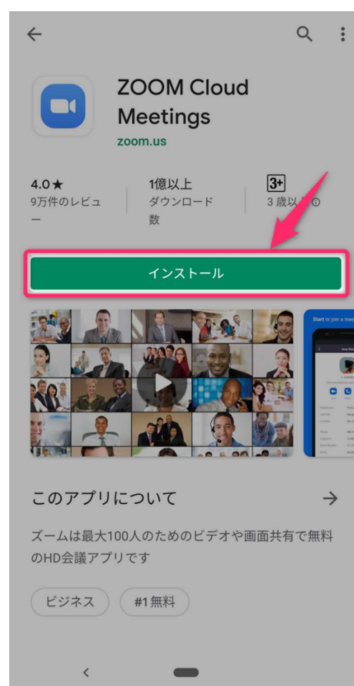 ZOOM Cloud
Meetings
zoom.us
4.0★
9万件のレビュ
ー
1億以上
ダウンロード
数
3+
3 歳以
インストール
Start or join a mee
このアプリについて
ズームは最大100人のためのビデオや画面共有で無料
のHD会議アプリです
ビジネス
#1 無料